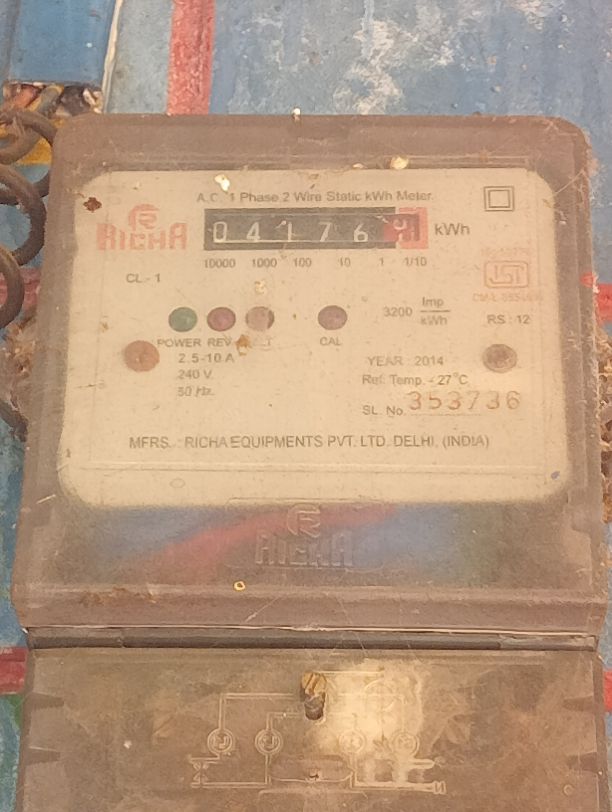 A.C. 1 Phase 2 Wire Static kWh Meter.
RICHA
0 4 1 7 6 kWh
10000 1000 100 10 1 1/10
CL - 1
ISI
3200 Imp/kWh
RS : 12
POWER REV CAL
2.5-10 A
240 V.
50 Hz.
YEAR : 2014
Ref. Temp. - 27°C
SL. No. 353736
MFRS. : RICHA EQUIPMENTS PVT. LTD. DELHI, (INDIA)
RICHA